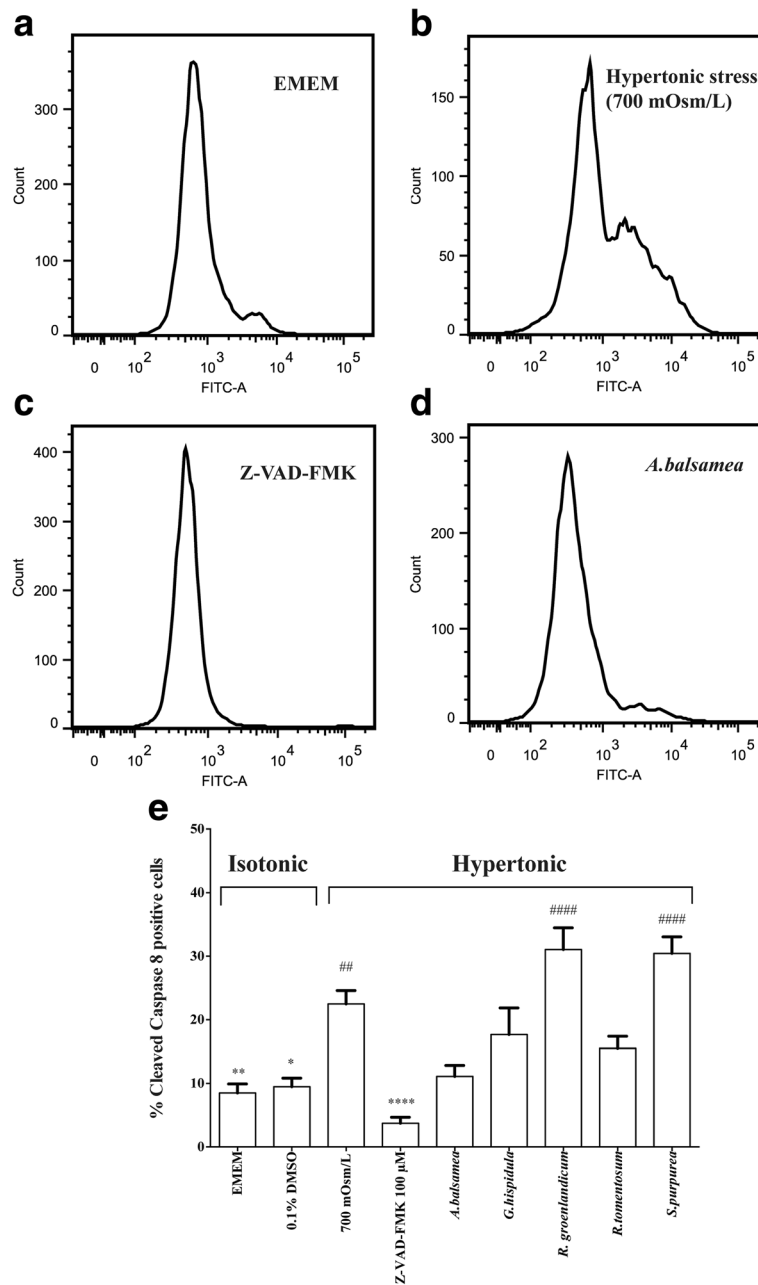 a
EMEM
Count
300
200
100
0
0 10^2 10^3 10^4 10^5
FITC-A
b
Hypertonic stress
(700 mOsm/L)
Count
150
100
50
0
0 10^2 10^3 10^4 10^5
FITC-A
c
Z-VAD-FMK
Count
400
300
200
100
0
0 10^2 10^3 10^4 10^5
FITC-A
d
A.balsamea
Count
300
200
100
0
0 10^2 10^3 10^4 10^5
FITC-A
e
% Cleaved Caspase 8 positive cells
50
40
30
20
10
0
Isotonic
Hypertonic
**
*
##
****
####
####
EMEM
0.1% DMSO
700 mOsm/L
Z-VAD-FMK 100 µM
A.balsamea
G.hispidula
R. groenlandicum
R.tomentosum
S.purpurea